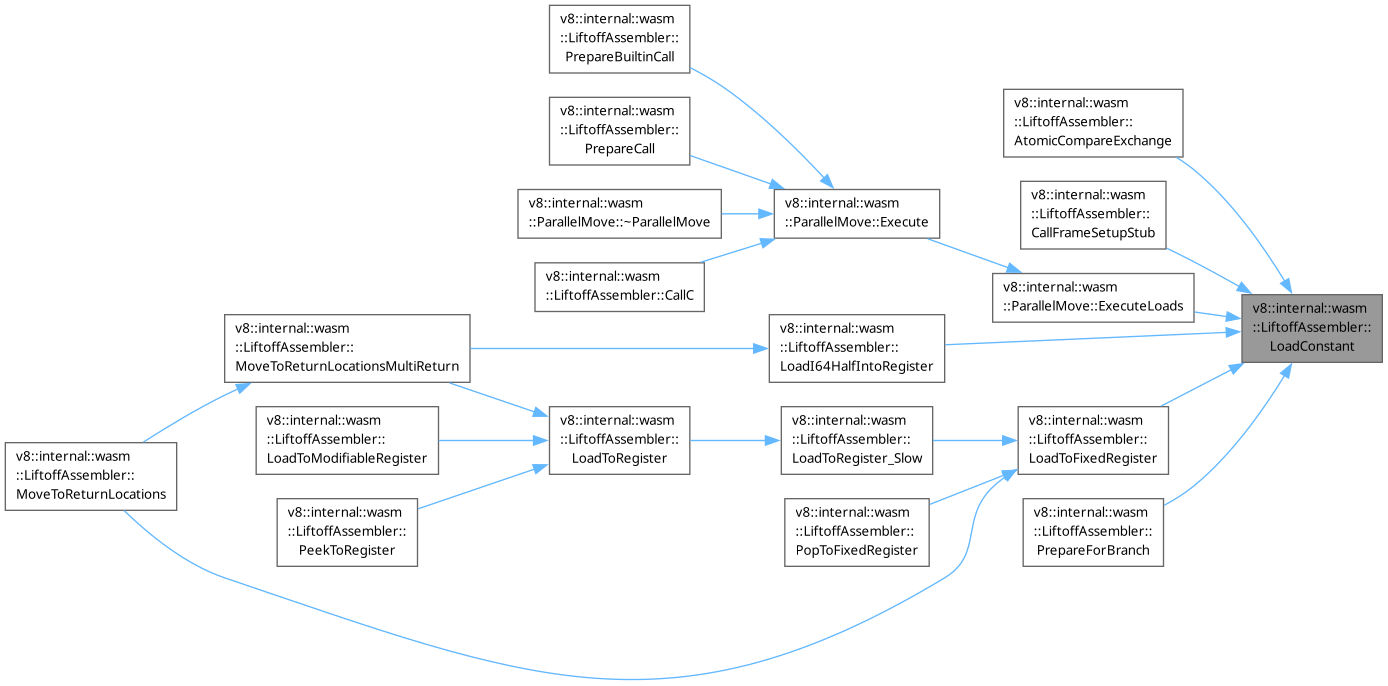 v8::internal::wasm
::LiftoffAssembler::
PrepareBuiltinCall
v8::internal::wasm
::LiftoffAssembler::
PrepareCall
v8::internal::wasm
::ParallelMove::~ParallelMove
v8::internal::wasm
::LiftoffAssembler::CallC
v8::internal::wasm
::ParallelMove::Execute
v8::internal::wasm
::LiftoffAssembler::
AtomicCompareExchange
v8::internal::wasm
::LiftoffAssembler::
CallFrameSetupStub
v8::internal::wasm
::ParallelMove::ExecuteLoads
v8::internal::wasm
::LiftoffAssembler::
LoadConstant
v8::internal::wasm
::LiftoffAssembler::
MoveToReturnLocationsMultiReturn
v8::internal::wasm
::LiftoffAssembler::
LoadI64HalfIntoRegister
v8::internal::wasm
::LiftoffAssembler::
LoadToModifiableRegister
v8::internal::wasm
::LiftoffAssembler::
LoadToRegister
v8::internal::wasm
::LiftoffAssembler::
LoadToRegister_Slow
v8::internal::wasm
::LiftoffAssembler::
LoadToFixedRegister
v8::internal::wasm
::LiftoffAssembler::
MoveToReturnLocations
v8::internal::wasm
::LiftoffAssembler::
PeekToRegister
v8::internal::wasm
::LiftoffAssembler::
PopToFixedRegister
v8::internal::wasm
::LiftoffAssembler::
PrepareForBranch